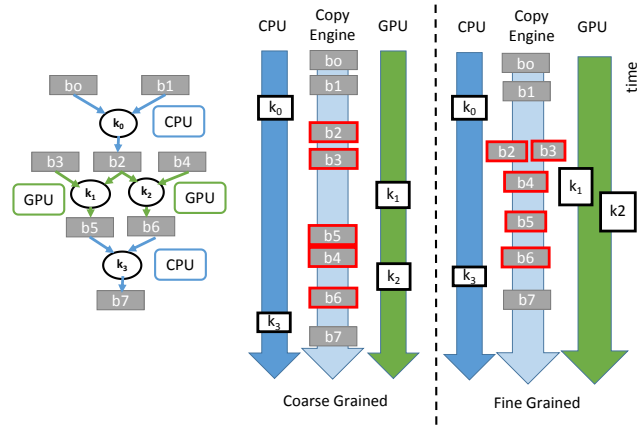 bo
b1
k0
CPU
b3
b2
b4
GPU
k1
k2
GPU
b5
b6
k3
CPU
b7
CPU
Copy
Engine
GPU
bo
b1
k0
b2
b3
k1
b5
b4
k2
b6
k3
b7
Coarse Grained
CPU
Copy
Engine
GPU
time
bo
b1
k0
b2
b3
b4
k1
k2
b5
b6
k3
b7
Fine Grained